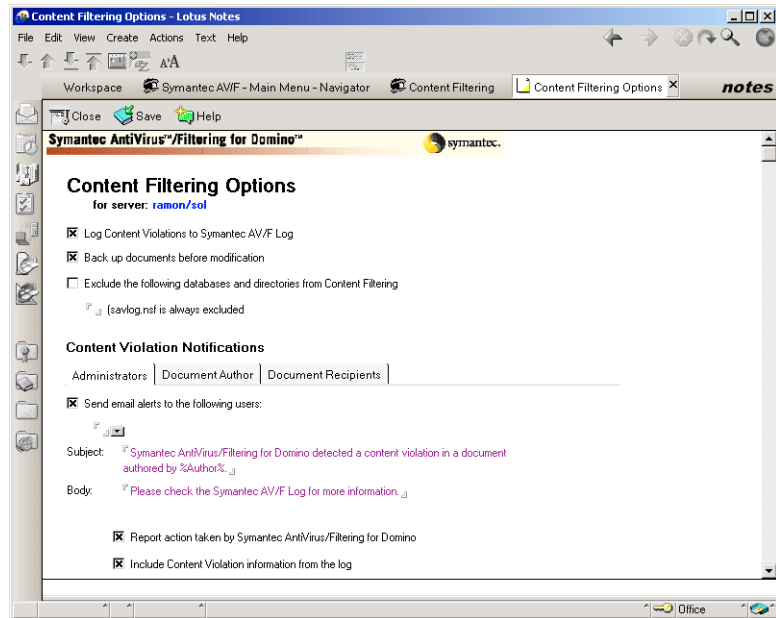 Content Filtering Options - Lotus Notes
File Edit View Create Actions Text Help
Workspace Symantec AV/F - Main Menu - Navigator Content Filtering Content Filtering Options notes
Close Save Help
Symantec AntiVirus™/Filtering for Domino™ symantec.
Content Filtering Options
for server: ramon/sol
Log Content Violations to Symantec AV/F Log
Back up documents before modification
Exclude the following databases and directories from Content Filtering
(savlog.nsf is always excluded
Content Violation Notifications
Administrators Document Author Document Recipients
Send email alerts to the following users:
Subject: Symantec AntiVirus/Filtering for Domino detected a content violation in a document
authored by %Author%.
Body: Please check the Symantec AV/F Log for more information.
Report action taken by Symantec AntiVirus/Filtering for Domino
Include Content Violation information from the log
Office